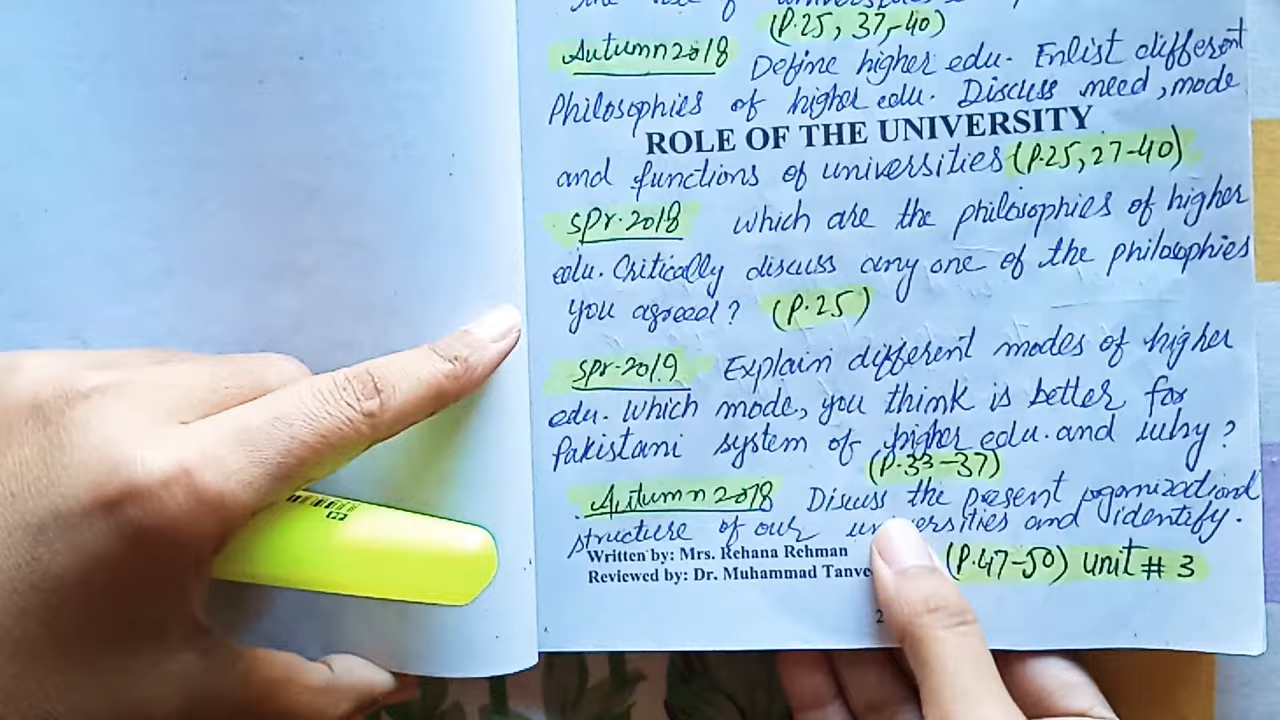 (P.25, 37-40)
Autumn 2018 Define higher edu. Enlist different
Philosophies of higher edu. Discuss need, mode
ROLE OF THE UNIVERSITY
and functions of universities (P.25, 27-40)
Spr. 2018 which are the philosophies of higher
edu. Critically discuss any one of the philosophies
you agreed? (P.25)
Spr-2019 Explain different modes of higher
edu. Which mode, you think is better for
Pakistani system of higher edu. and why?
(P.33-37)
Autumn 2018 Discuss the present
structure of our and identify.
Written by: Mrs. Rehana Rehman
Reviewed by: Dr. Muhammad Tanve (P.47-50) unit # 3
2